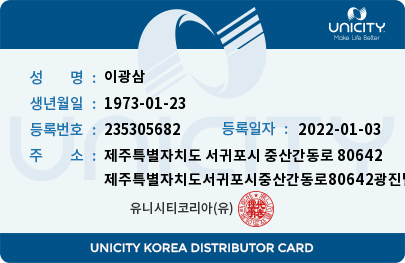 UNICITY
Make Life Better
성 명 : 이광삼
생년월일 : 1973-01-23
등록번호 : 235305682 등록일자 : 2022-01-03
주 소 : 제주특별자치도 서귀포시 중산간동로 80642
제주특별자치도서귀포시중산간동로80642광진빌
유니시티코리아(유)
UNICITY
UNICITY KOREA DISTRIBUTOR CARD